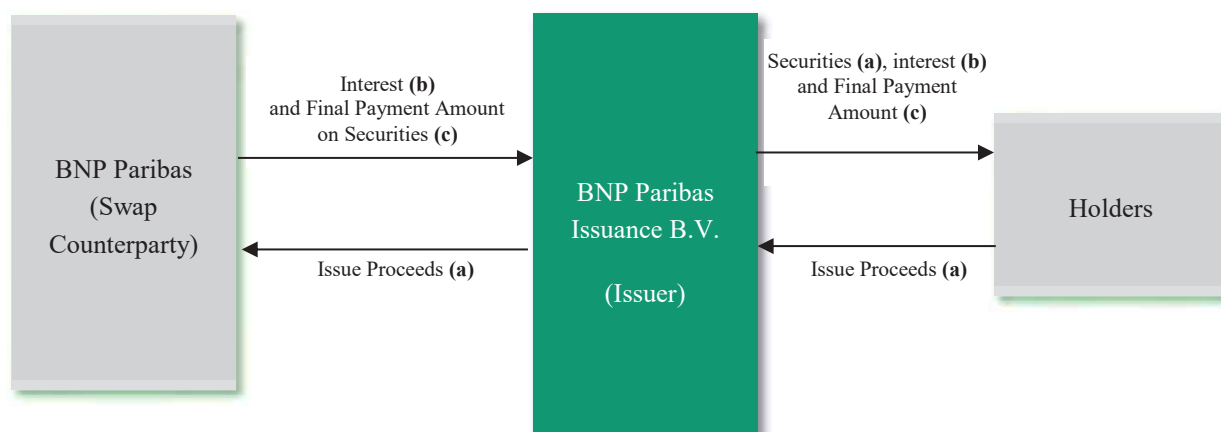 BNP Paribas
(Swap
Counterparty)
Interest (b)
and Final Payment Amount
on Securities (c)
Issue Proceeds (a)
BNP Paribas
Issuance B.V.
(Issuer)
Securities (a), interest (b)
and Final Payment
Amount (c)
Issue Proceeds (a)
Holders